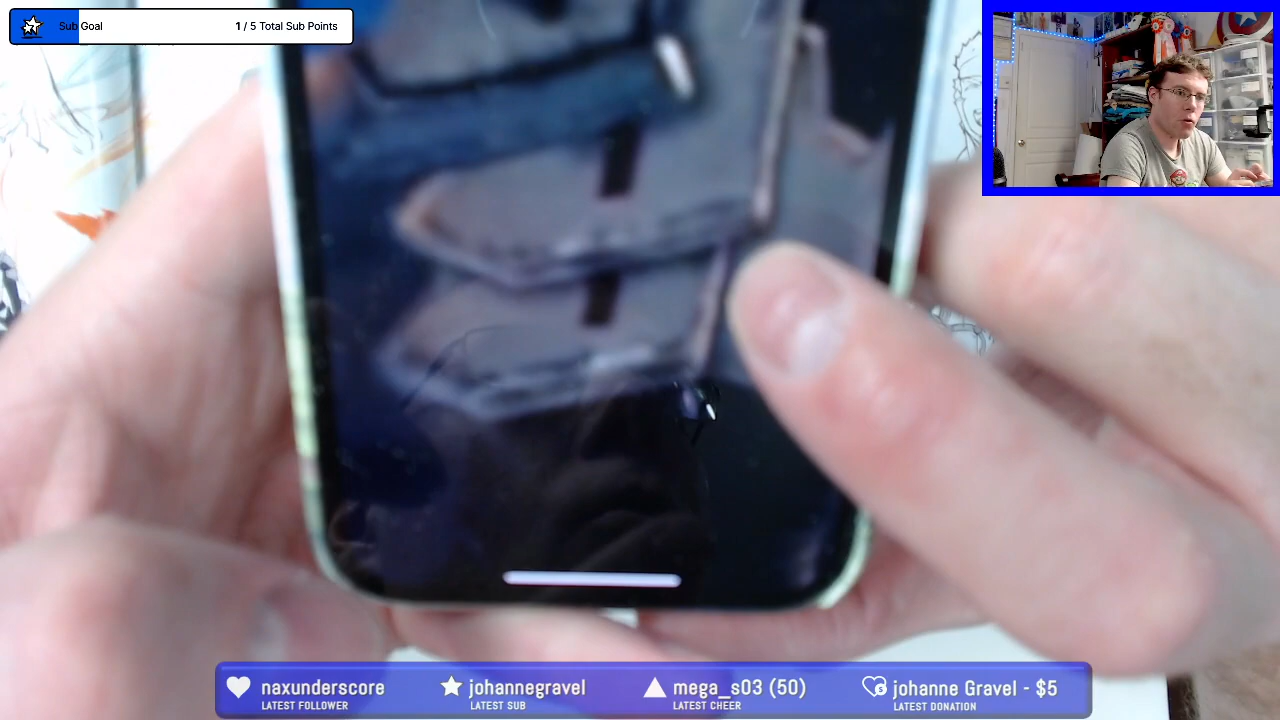 Sub Goal
1 / 5 Total Sub Points
naxunderscore
LATEST FOLLOWER
johannegravel
LATEST SUB
mega_s03 (50)
LATEST CHEER
johanne Gravel - $5
LATEST DONATION